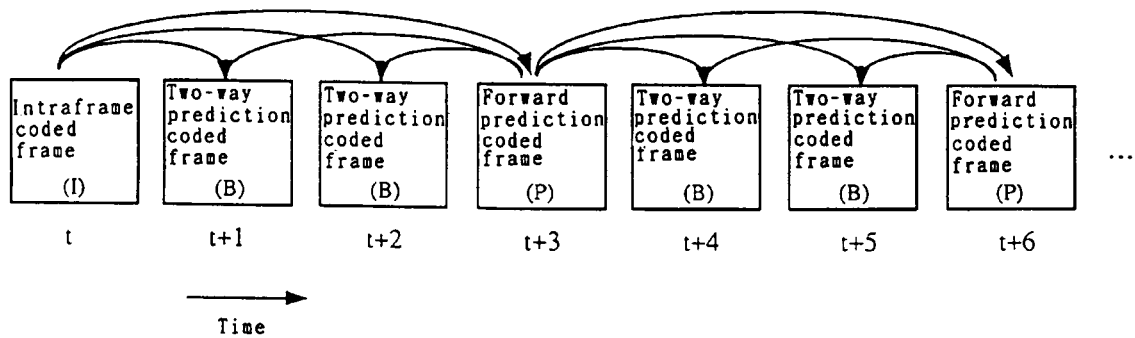 Intraframe
coded
frame
(I)
Two-way
prediction
coded
frame
(B)
Two-way
prediction
coded
frame
(B)
Forward
prediction
coded
frame
(P)
Two-way
prediction
coded
frame
(B)
Two-way
prediction
coded
frame
(B)
Forward
prediction
coded
frame
(P)
...
t
t+1
t+2
t+3
t+4
t+5
t+6
Time